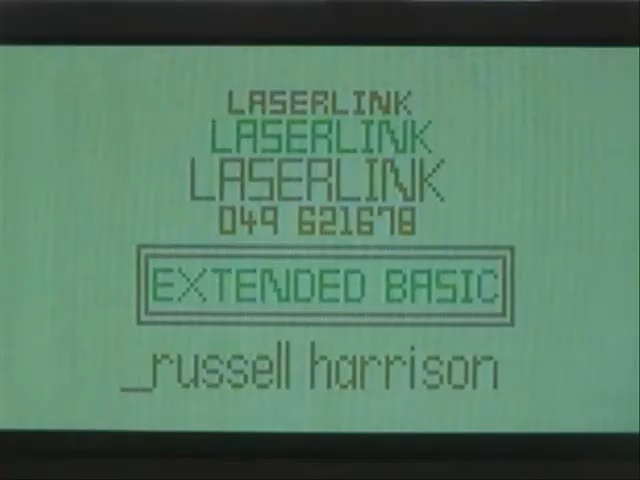 LASERLINK
LASERLINK
LASERLINK
049 621678
EXTENDED BASIC
_russell harrison